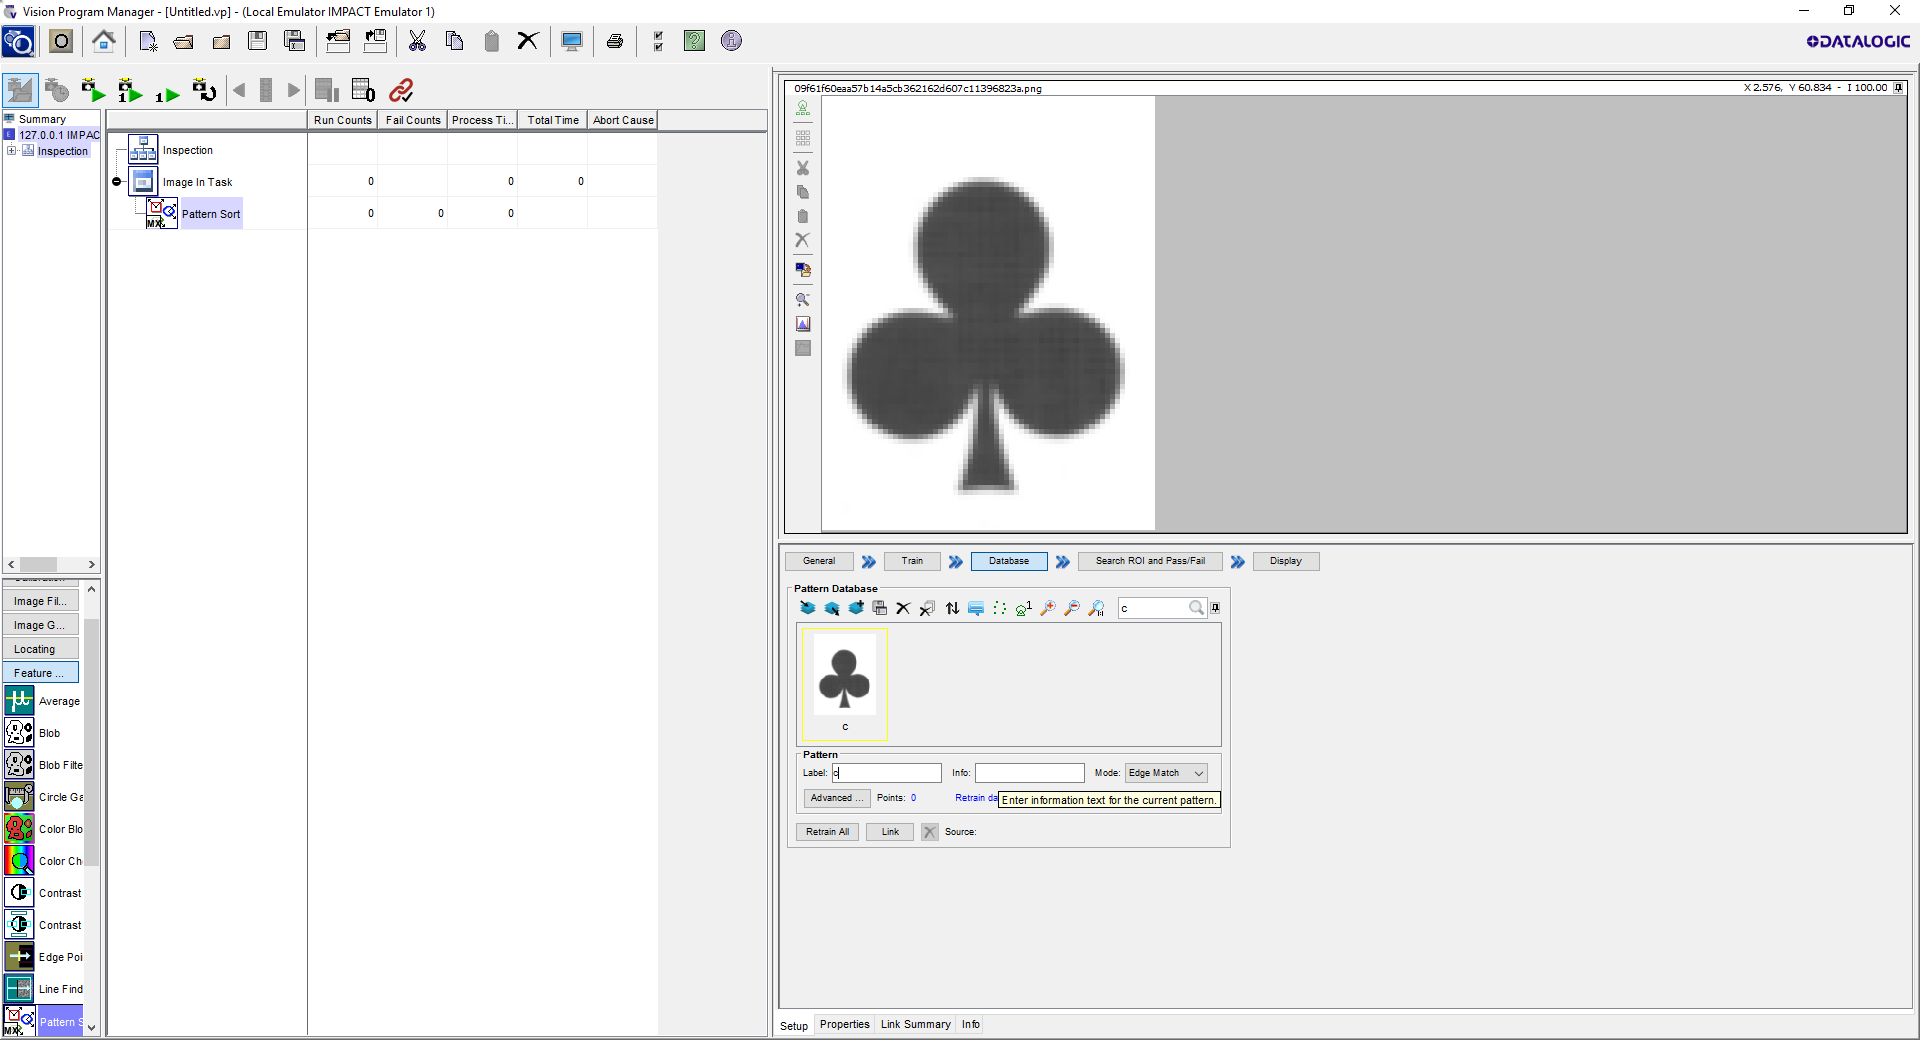 Vision Program Manager - [Untitled.vp] - (Local Emulator IMPACT Emulator 1)
DATALOGIC
Summary
127.0.0.1 IMPAC
Inspection
Run Counts Fail Counts Process Ti... Total Time Abort Cause
Inspection
Image In Task 0 0 0
Pattern Sort 0 0 0
09f61f60eaa57b14a5cb362162d607c11396823a.png
X 2.576, Y 60.834 - I 100.00
Image Fil...
Image G...
Locating
Feature ...
Average
Blob
Blob Filte
Circle Ga
Color Blo
Color Ch
Contrast
Contrast
Edge Poi
Line Find
Pattern S
General Train Database Search ROI and Pass/Fail Display
Pattern Database
c
c
Pattern
Label: c Info: Mode: Edge Match
Advanced ... Points: 0 Retrain da
Enter information text for the current pattern.
Retrain All Link Source:
Setup Properties Link Summary Info